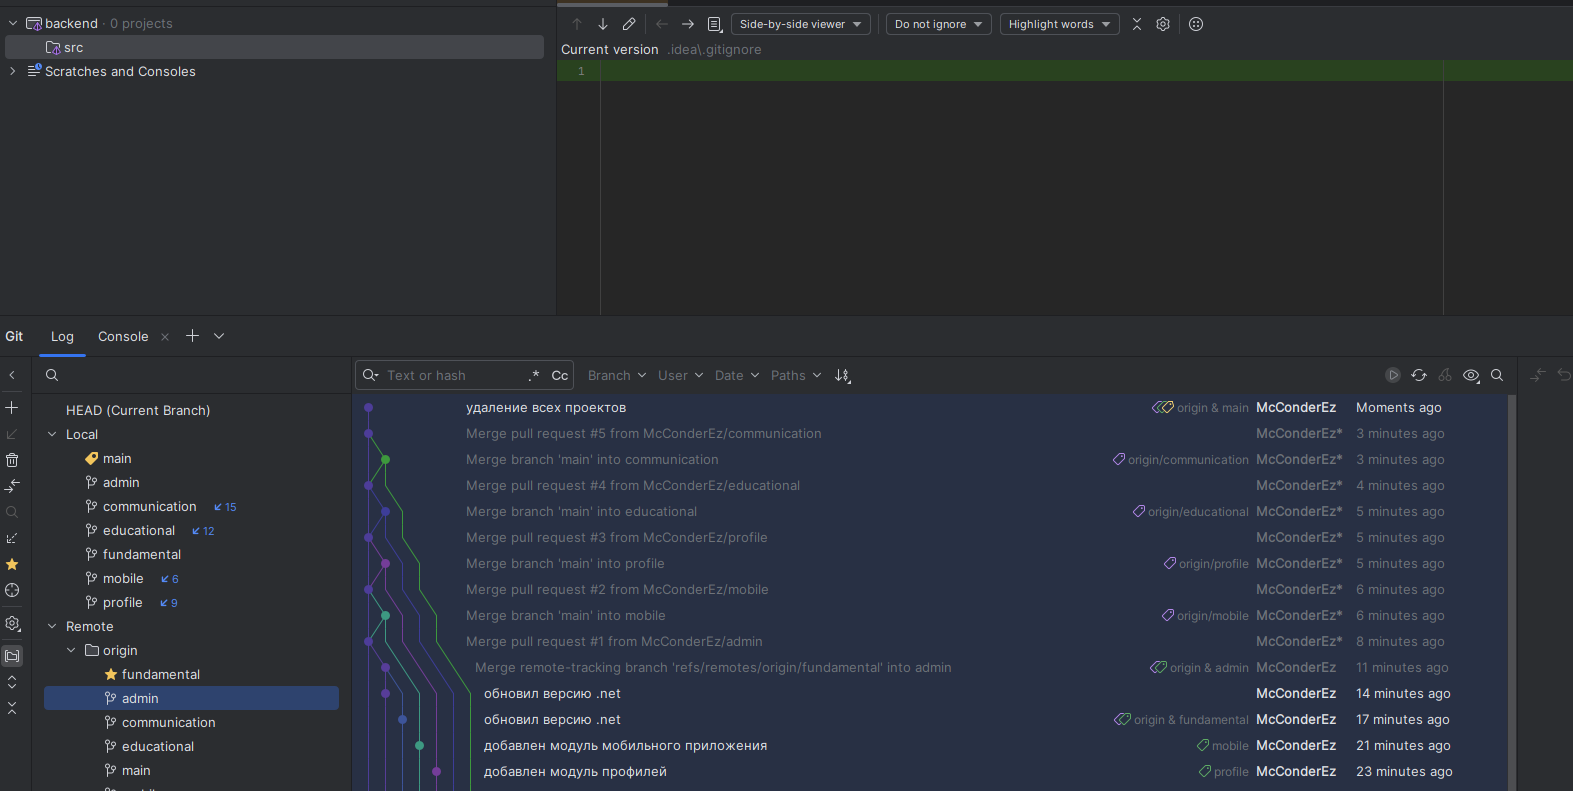 backend · 0 projects
src
Scratches and Consoles
Side-by-side viewer
Do not ignore
Highlight words
Current version .idea\.gitignore
1
Git
Log
Console
Text or hash
.*
Cc
Branch
User
Date
Paths
HEAD (Current Branch)
Local
main
admin
communication 15
educational 12
fundamental
mobile 6
profile 9
Remote
origin
fundamental
admin
communication
educational
main
удаление всех проектов origin & main McConderEz Moments ago
Merge pull request #5 from McConderEz/communication McConderEz* 3 minutes ago
Merge branch 'main' into communication origin/communication McConderEz* 3 minutes ago
Merge pull request #4 from McConderEz/educational McConderEz* 4 minutes ago
Merge branch 'main' into educational origin/educational McConderEz* 5 minutes ago
Merge pull request #3 from McConderEz/profile McConderEz* 5 minutes ago
Merge branch 'main' into profile origin/profile McConderEz* 5 minutes ago
Merge pull request #2 from McConderEz/mobile McConderEz* 6 minutes ago
Merge branch 'main' into mobile origin/mobile McConderEz* 6 minutes ago
Merge pull request #1 from McConderEz/admin McConderEz* 8 minutes ago
Merge remote-tracking branch 'refs/remotes/origin/fundamental' into admin origin & admin McConderEz 11 minutes ago
обновил версию .net McConderEz 14 minutes ago
обновил версию .net origin & fundamental McConderEz 17 minutes ago
добавлен модуль мобильного приложения mobile McConderEz 21 minutes ago
добавлен модуль профилей profile McConderEz 23 minutes ago